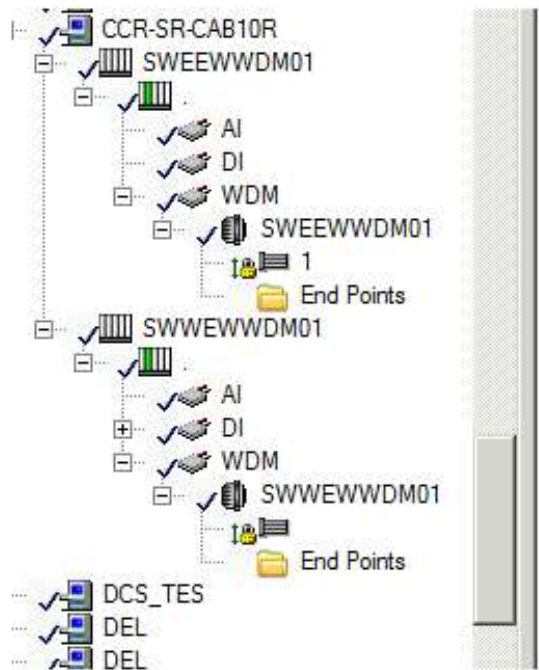 CCR-SR-CAB10R
SWEEWWDM01
.
AI
DI
WDM
SWEEWWDM01
1
End Points
SWWEWWDM01
.
AI
DI
WDM
SWWEWWDM01
End Points
DCS_TES
DEL
DEL